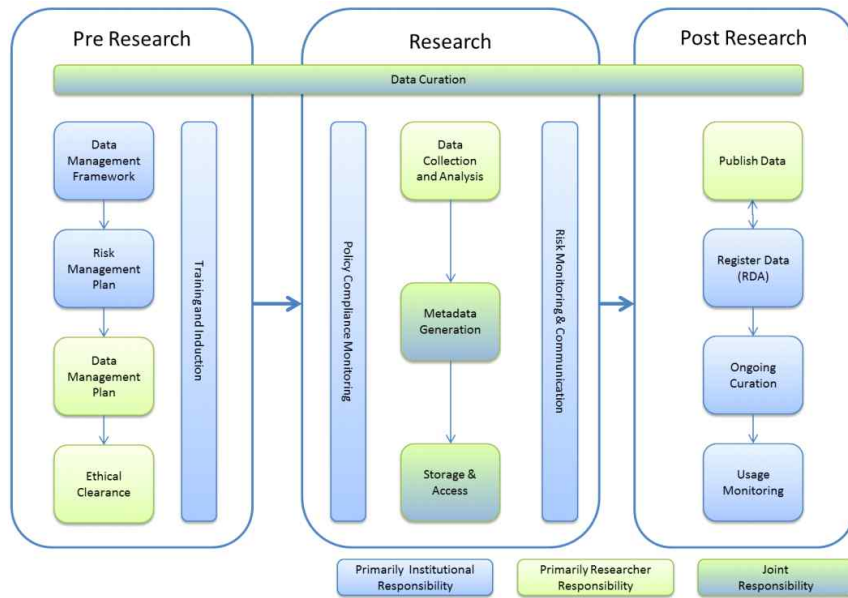 Pre Research
Research
Post Research
Data Curation
Data
Management
Framework
Risk
Management
Plan
Data
Management
Plan
Ethical
Clearance
Training and Induction
Policy Compliance Monitoring
Data
Collection
and Analysis
Metadata
Generation
Storage &
Access
Risk Monitoring & Communication
Publish Data
Register Data
(RDA)
Ongoing
Curation
Usage
Monitoring
Primarily Institutional
Responsibility
Primarily Researcher
Responsibility
Joint
Responsibility